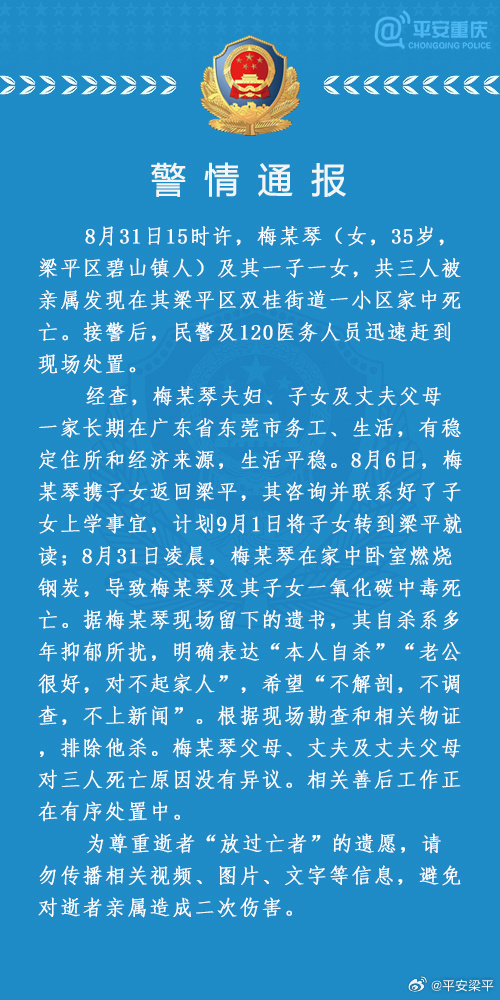 平安重庆
CHONGQING POLICE
警情通报
8月31日15时许，梅某琴（女，35岁，
梁平区碧山镇人）及其一子一女，共三人被
亲属发现在其梁平区双桂街道一小区家中死
亡。接警后，民警及120医务人员迅速赶到
现场处置。
经查，梅某琴夫妇、子女及丈夫父母
一家长期在广东省东莞市务工、生活，有稳
定住所和经济来源，生活平稳。8月6日，梅
某琴携子女返回梁平，其咨询并联系好了子
女上学事宜，计划9月1日将子女转到梁平就
读；8月31日凌晨，梅某琴在家中卧室燃烧
钢炭，导致梅某琴及其子女一氧化碳中毒死
亡。据梅某琴现场留下的遗书，其自杀系多
年抑郁所扰，明确表达“本人自杀”“老公
很好，对不起家人”，希望“不解剖，不调
查，不上新闻”。根据现场勘查和相关物证
，排除他杀。梅某琴父母、丈夫及丈夫父母
对三人死亡原因没有异议。相关善后工作正
在有序处置中。
为尊重逝者“放过亡者”的遗愿，请
勿传播相关视频、图片、文字等信息，避免
对逝者亲属造成二次伤害。
@平安梁平